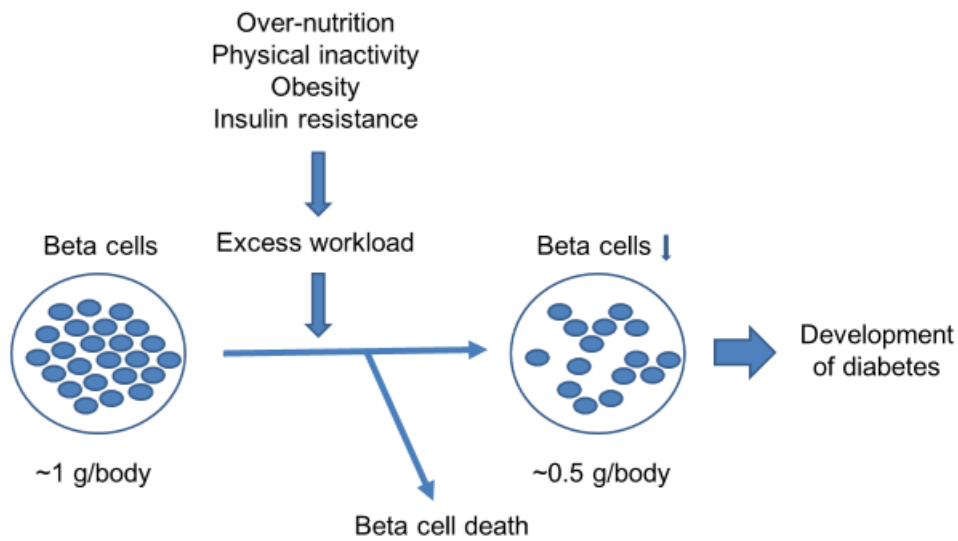 Over-nutrition
Physical inactivity
Obesity
Insulin resistance
Beta cells
Excess workload
Beta cells
Development
of diabetes
~1 g/body
~0.5 g/body
Beta cell death